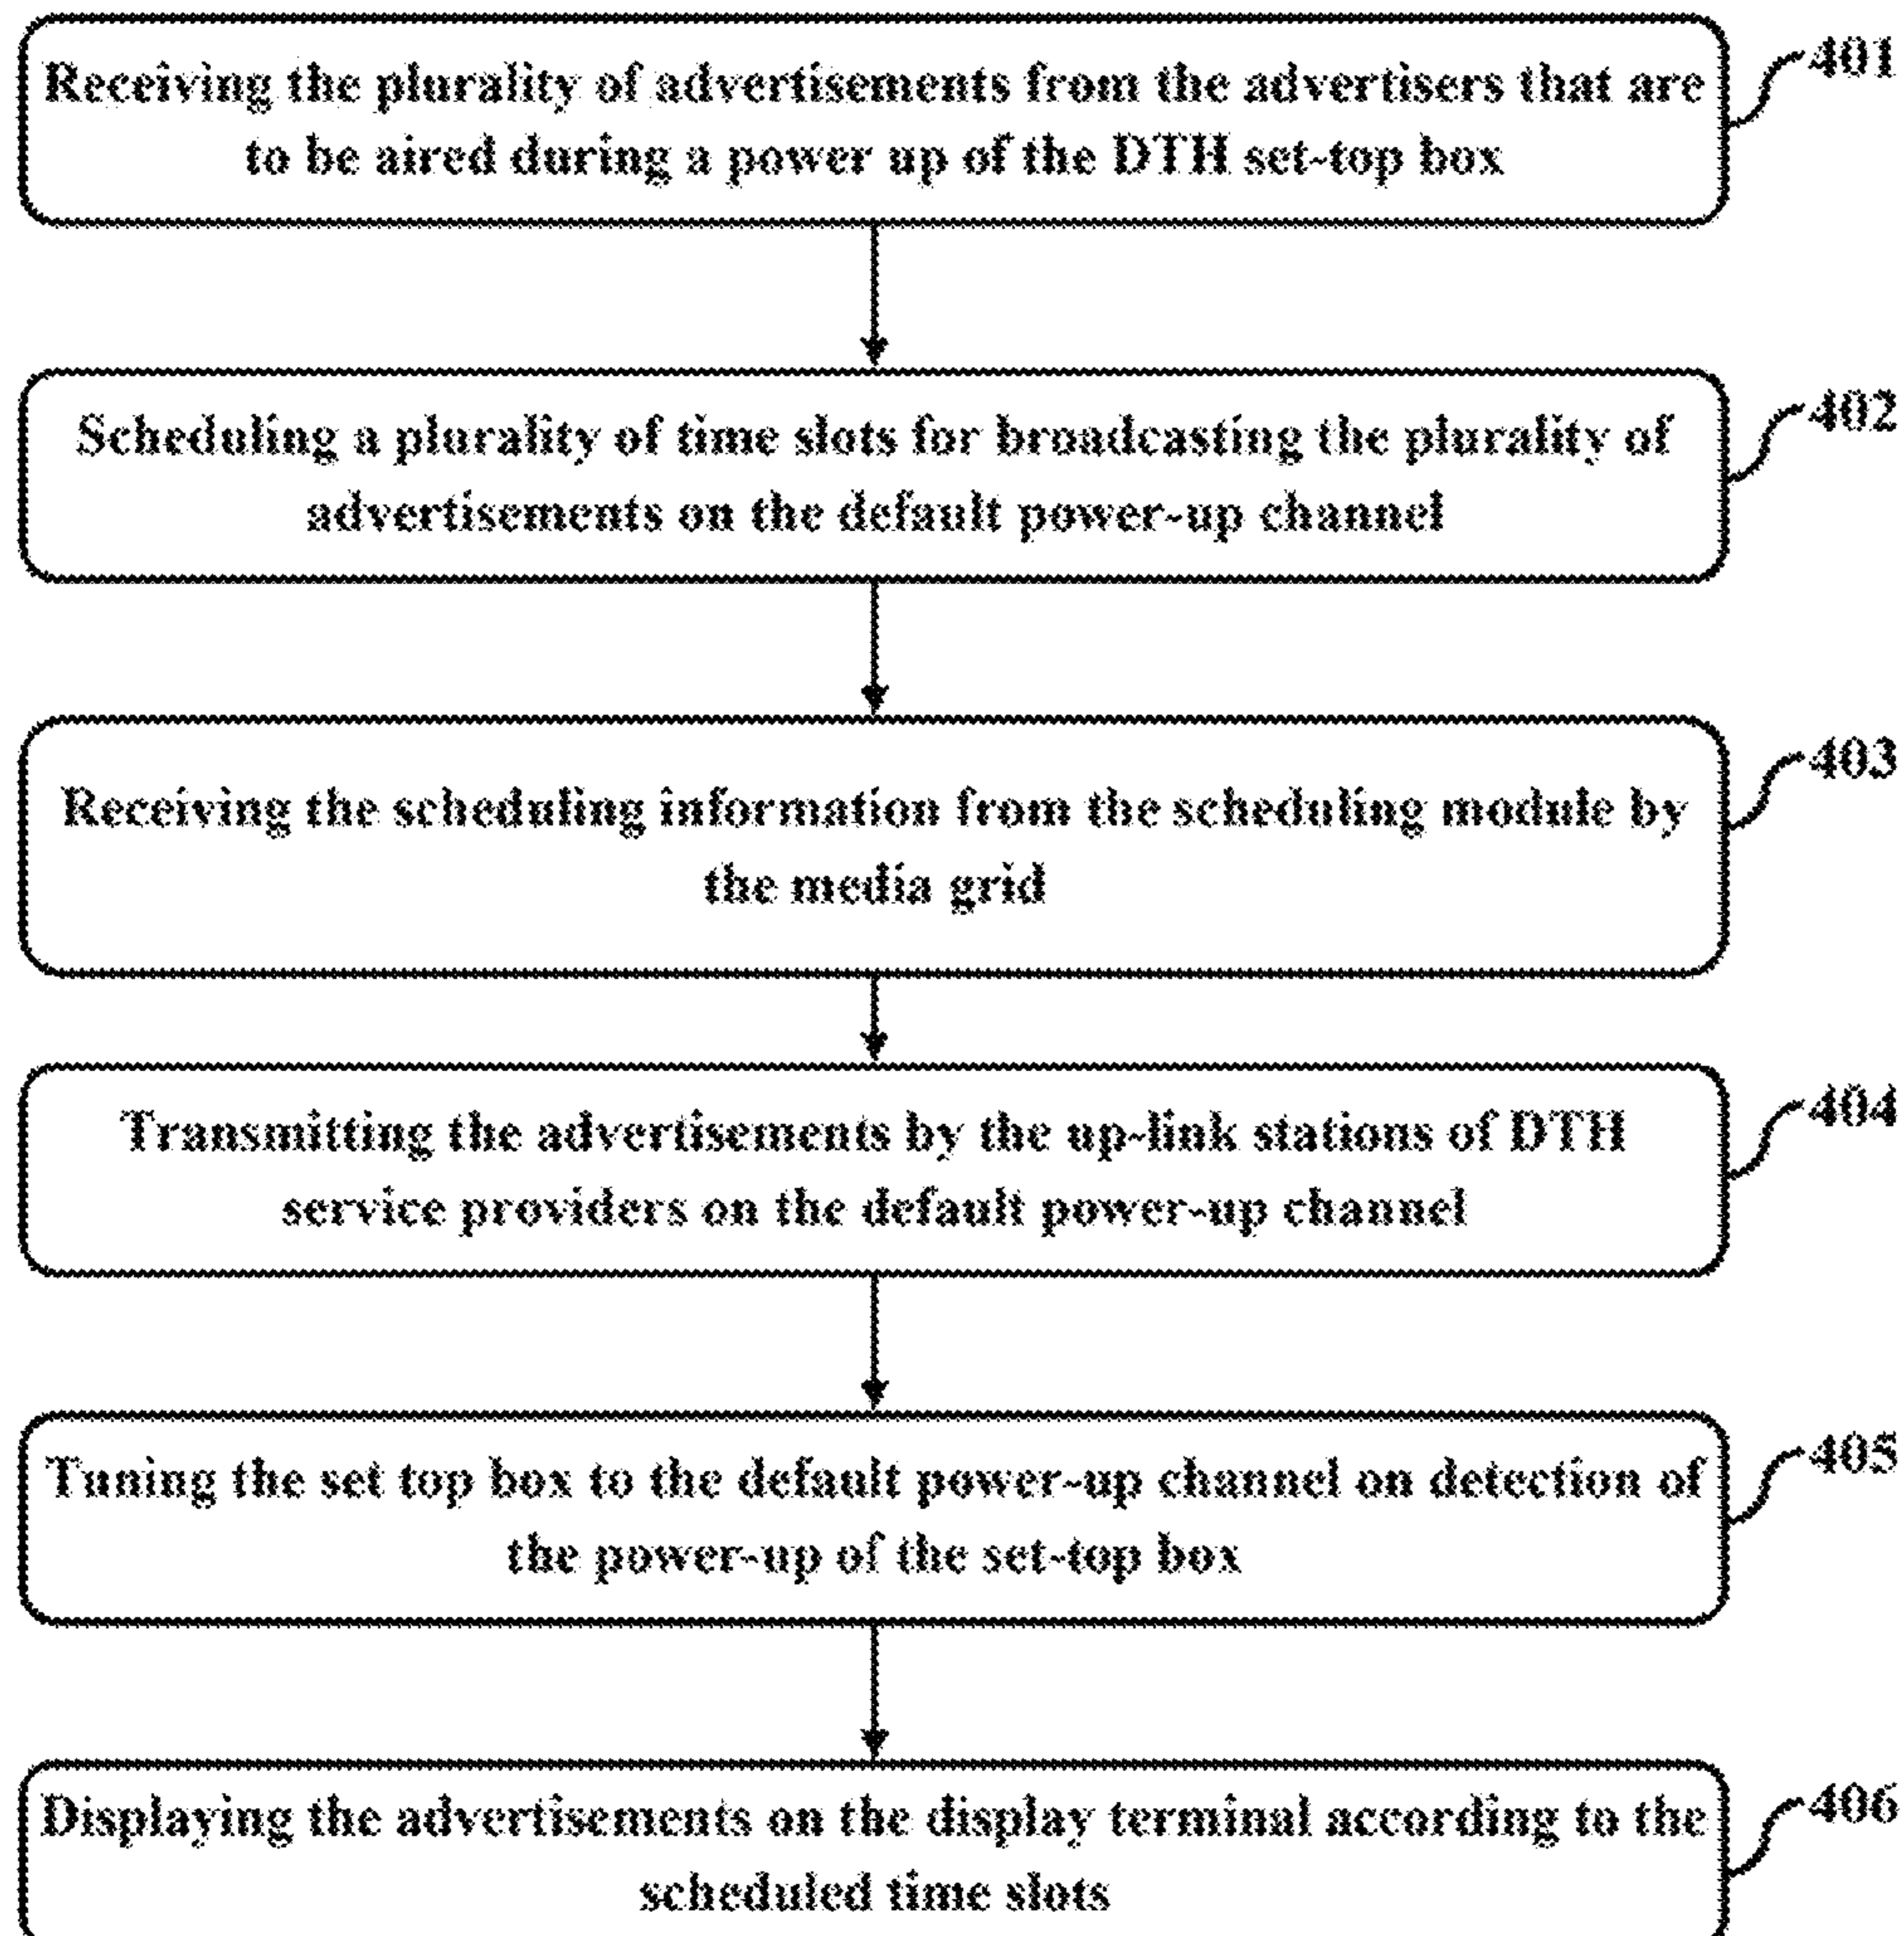 Receiving the plurality of advertisements from the advertisers that are
to be aired during a power up of the DTH set-top box
401
Scheduling a plurality of time slots for broadcasting the plurality of
advertisements on the default power-up channel
402
Receiving the scheduling information from the scheduling module by
the media grid
403
Transmitting the advertisements by the up-link stations of DTH
service providers on the default power-up channel
404
Tuning the set top box to the default power-up channel on detection of
the power-up of the set-top box
405
Displaying the advertisements on the display terminal according to the
scheduled time slots
406